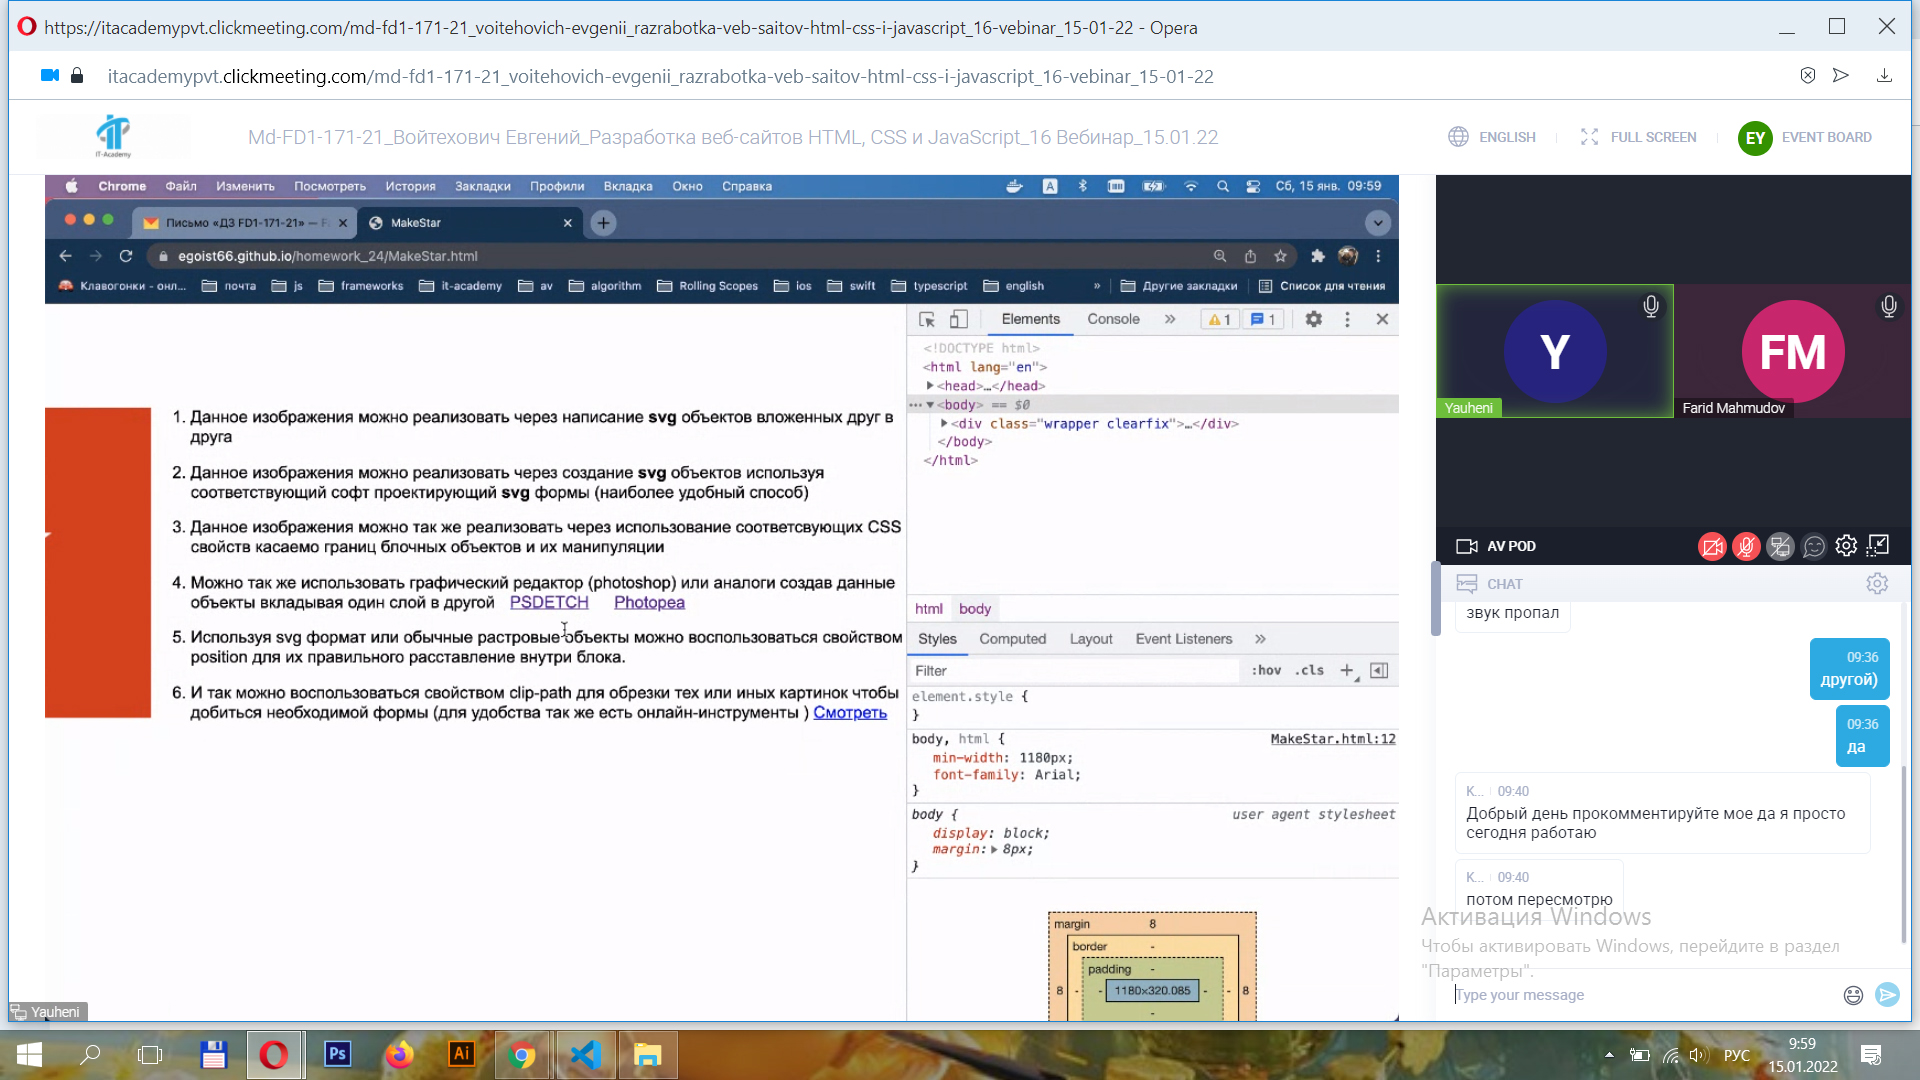 https://itacademypvt.clickmeeting.com/md-fd1-171-21_voitehovich-evgenii_razrabotka-veb-saitov-html-css-i-javascript_16-vebinar_15-01-22 - Opera
itacademypvt.clickmeeting.com/md-fd1-171-21_voitehovich-evgenii_razrabotka-veb-saitov-html-css-i-javascript_16-vebinar_15-01-22
IT-Academy
Md-FD1-171-21_Войтехович Евгений_Разработка веб-сайтов HTML, CSS и JavaScript_16 Вебинар_15.01.22
ENGLISH
FULL SCREEN
EY EVENT BOARD
Chrome Файл Изменить Посмотреть История Закладки Профили Вкладка Окно Справка
A
Сб, 15 янв. 09:59
Письмо «ДЗ FD1-171-21» —
MakeStar
egoist66.github.io/homework_24/MakeStar.html
Клавогонки - онл... почта js frameworks it-academy av algorithm Rolling Scopes ios swift typescript english » Другие закладки Список для чтения
1. Данное изображения можно реализовать через написание svg объектов вложенных друг в
друга
2. Данное изображения можно реализовать через создание svg объектов используя
соответствующий софт проектирующий svg формы (наиболее удобный способ)
3. Данное изображения можно так же реализовать через использование соответсвующих CSS
свойств касаемо границ блочных объектов и их манипуляции
4. Можно так же использовать графический редактор (photoshop) или аналоги создав данные
объекты вкладывая один слой в другой PSDETCH Photopea
5. Используя svg формат или обычные растровые объекты можно воспользоваться свойством
position для их правильного расставление внутри блока.
6. И так можно воспользоваться свойством clip-path для обрезки тех или иных картинок чтобы
добиться необходимой формы (для удобства так же есть онлайн-инструменты ) Смотреть
Elements Console » 1 1
<!DOCTYPE html>
<html lang="en">
<head>…</head>
<body> == $0
<div class="wrapper clearfix">…</div>
</body>
</html>
html body
Styles Computed Layout Event Listeners »
Filter :hov .cls +
element.style {
}
body, html { MakeStar.html:12
min-width: 1180px;
font-family: Arial;
}
body { user agent stylesheet
display: block;
margin: 8px;
}
margin 8
border -
padding -
8 - - 1180×320.085 - - 8
-
Yauheni
Y
Yauheni
FM
Farid Mahmudov
AV POD
CHAT
звук пропал
09:36
другой)
09:36
да
K... 09:40
Добрый день прокомментируйте мое да я просто
сегодня работаю
K... 09:40
потом пересмотрю
Активация Windows
Чтобы активировать Windows, перейдите в раздел
"Параметры".
Type your message
Ps
Ai
РУС
9:59
15.01.2022